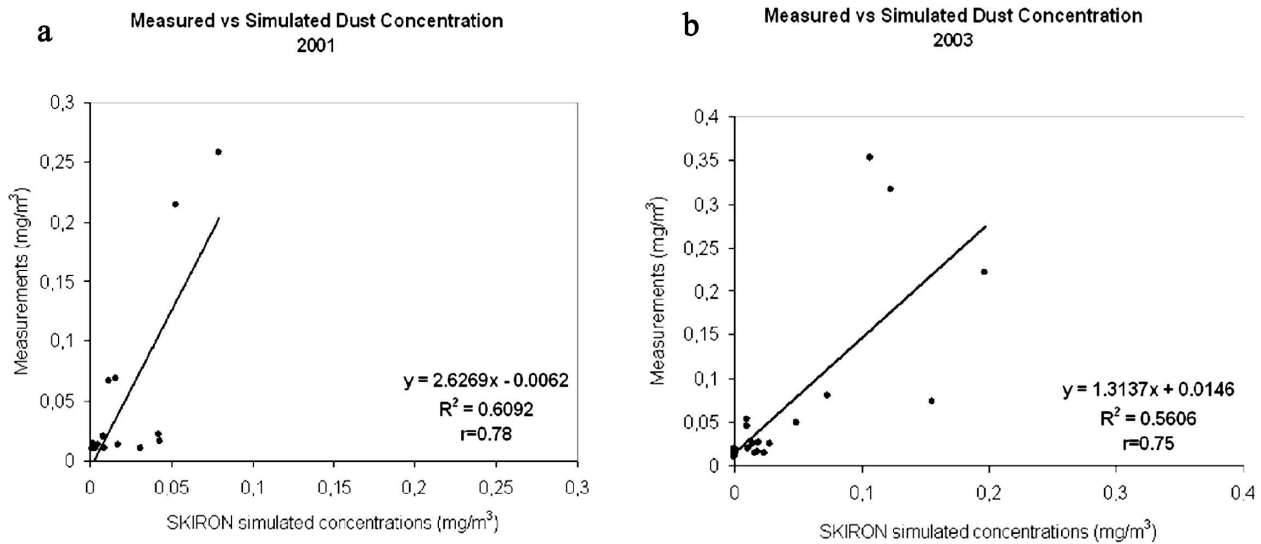 a
Measured vs Simulated Dust Concentration
2001
Measurements (mg/m³)
0,3
0,25
0,2
0,15
0,1
0,05
0
y = 2.6269x - 0.0062
R² = 0.6092
r=0.78
0 0,05 0,1 0,15 0,2 0,25 0,3
SKIRON simulated concentrations (mg/m³)
b
Measured vs Simulated Dust Concentration
2003
Measurements (mg/m³)
0,4
0,35
0,3
0,25
0,2
0,15
0,1
0,05
0
y = 1.3137x + 0.0146
R² = 0.5606
r=0.75
0 0,1 0,2 0,3 0,4
SKIRON simulated concentrations (mg/m³)